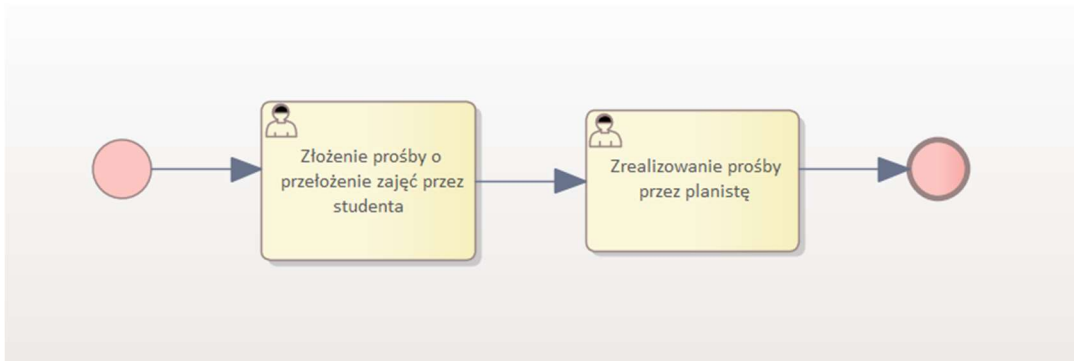 Złożenie prośby o
przełożenie zajęć przez
studenta
Zrealizowanie prośby
przez planistę